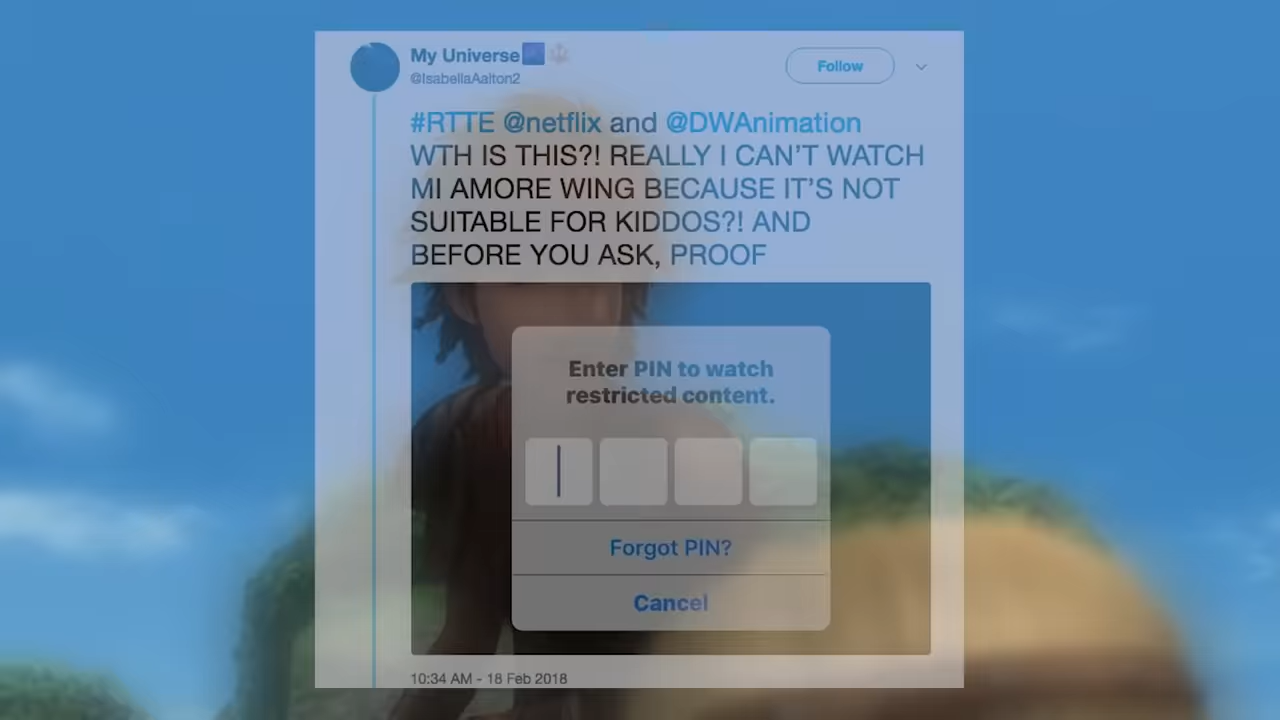 My Universe
@IsabellaAalton2
Follow
#RTTE @netflix and @DWAnimation
WTH IS THIS?! REALLY I CAN'T WATCH
MI AMORE WING BECAUSE IT'S NOT
SUITABLE FOR KIDDOS?! AND
BEFORE YOU ASK, PROOF
Enter PIN to watch
restricted content.
Forgot PIN?
Cancel
10:34 AM - 18 Feb 2018